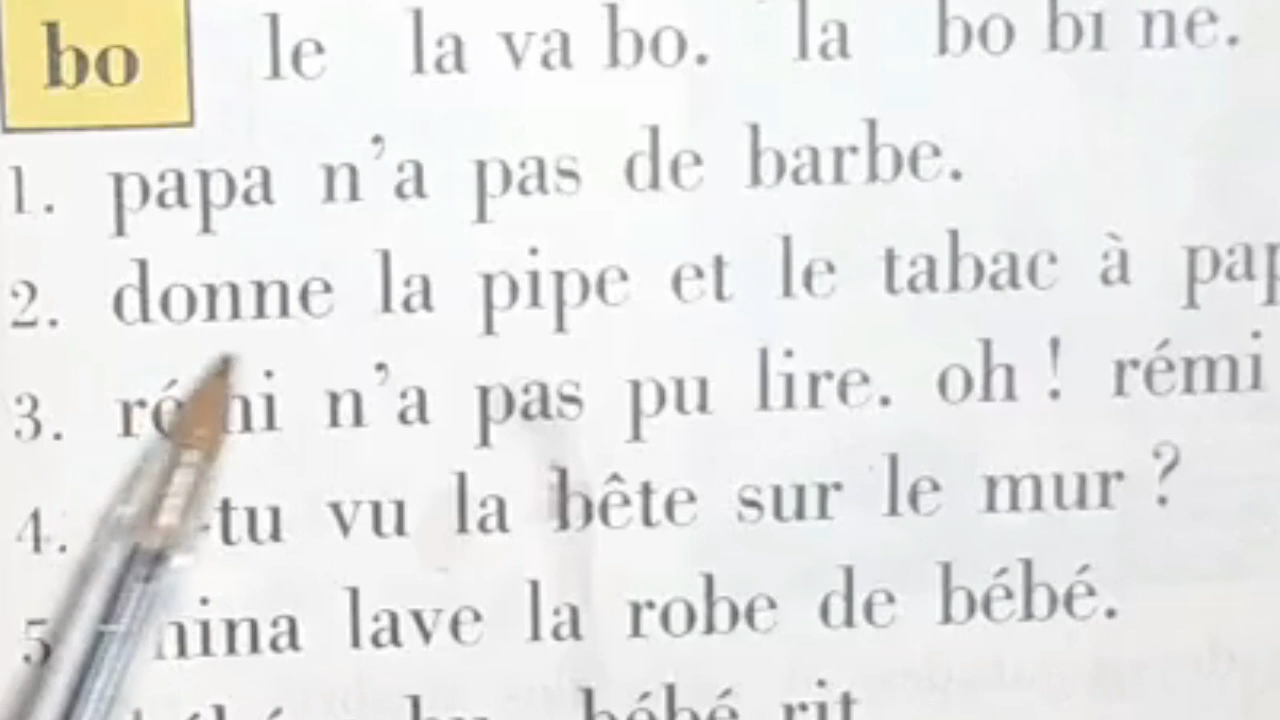 bo le la va bo. la bo bi ne.
1. papa n'a pas de barbe.
2. donne la pipe et le tabac à
3. n'a pas pu lire. oh ! rémi
4. -tu vu la bête sur le mur ?
5. lave la robe de bébé.
bébé rit